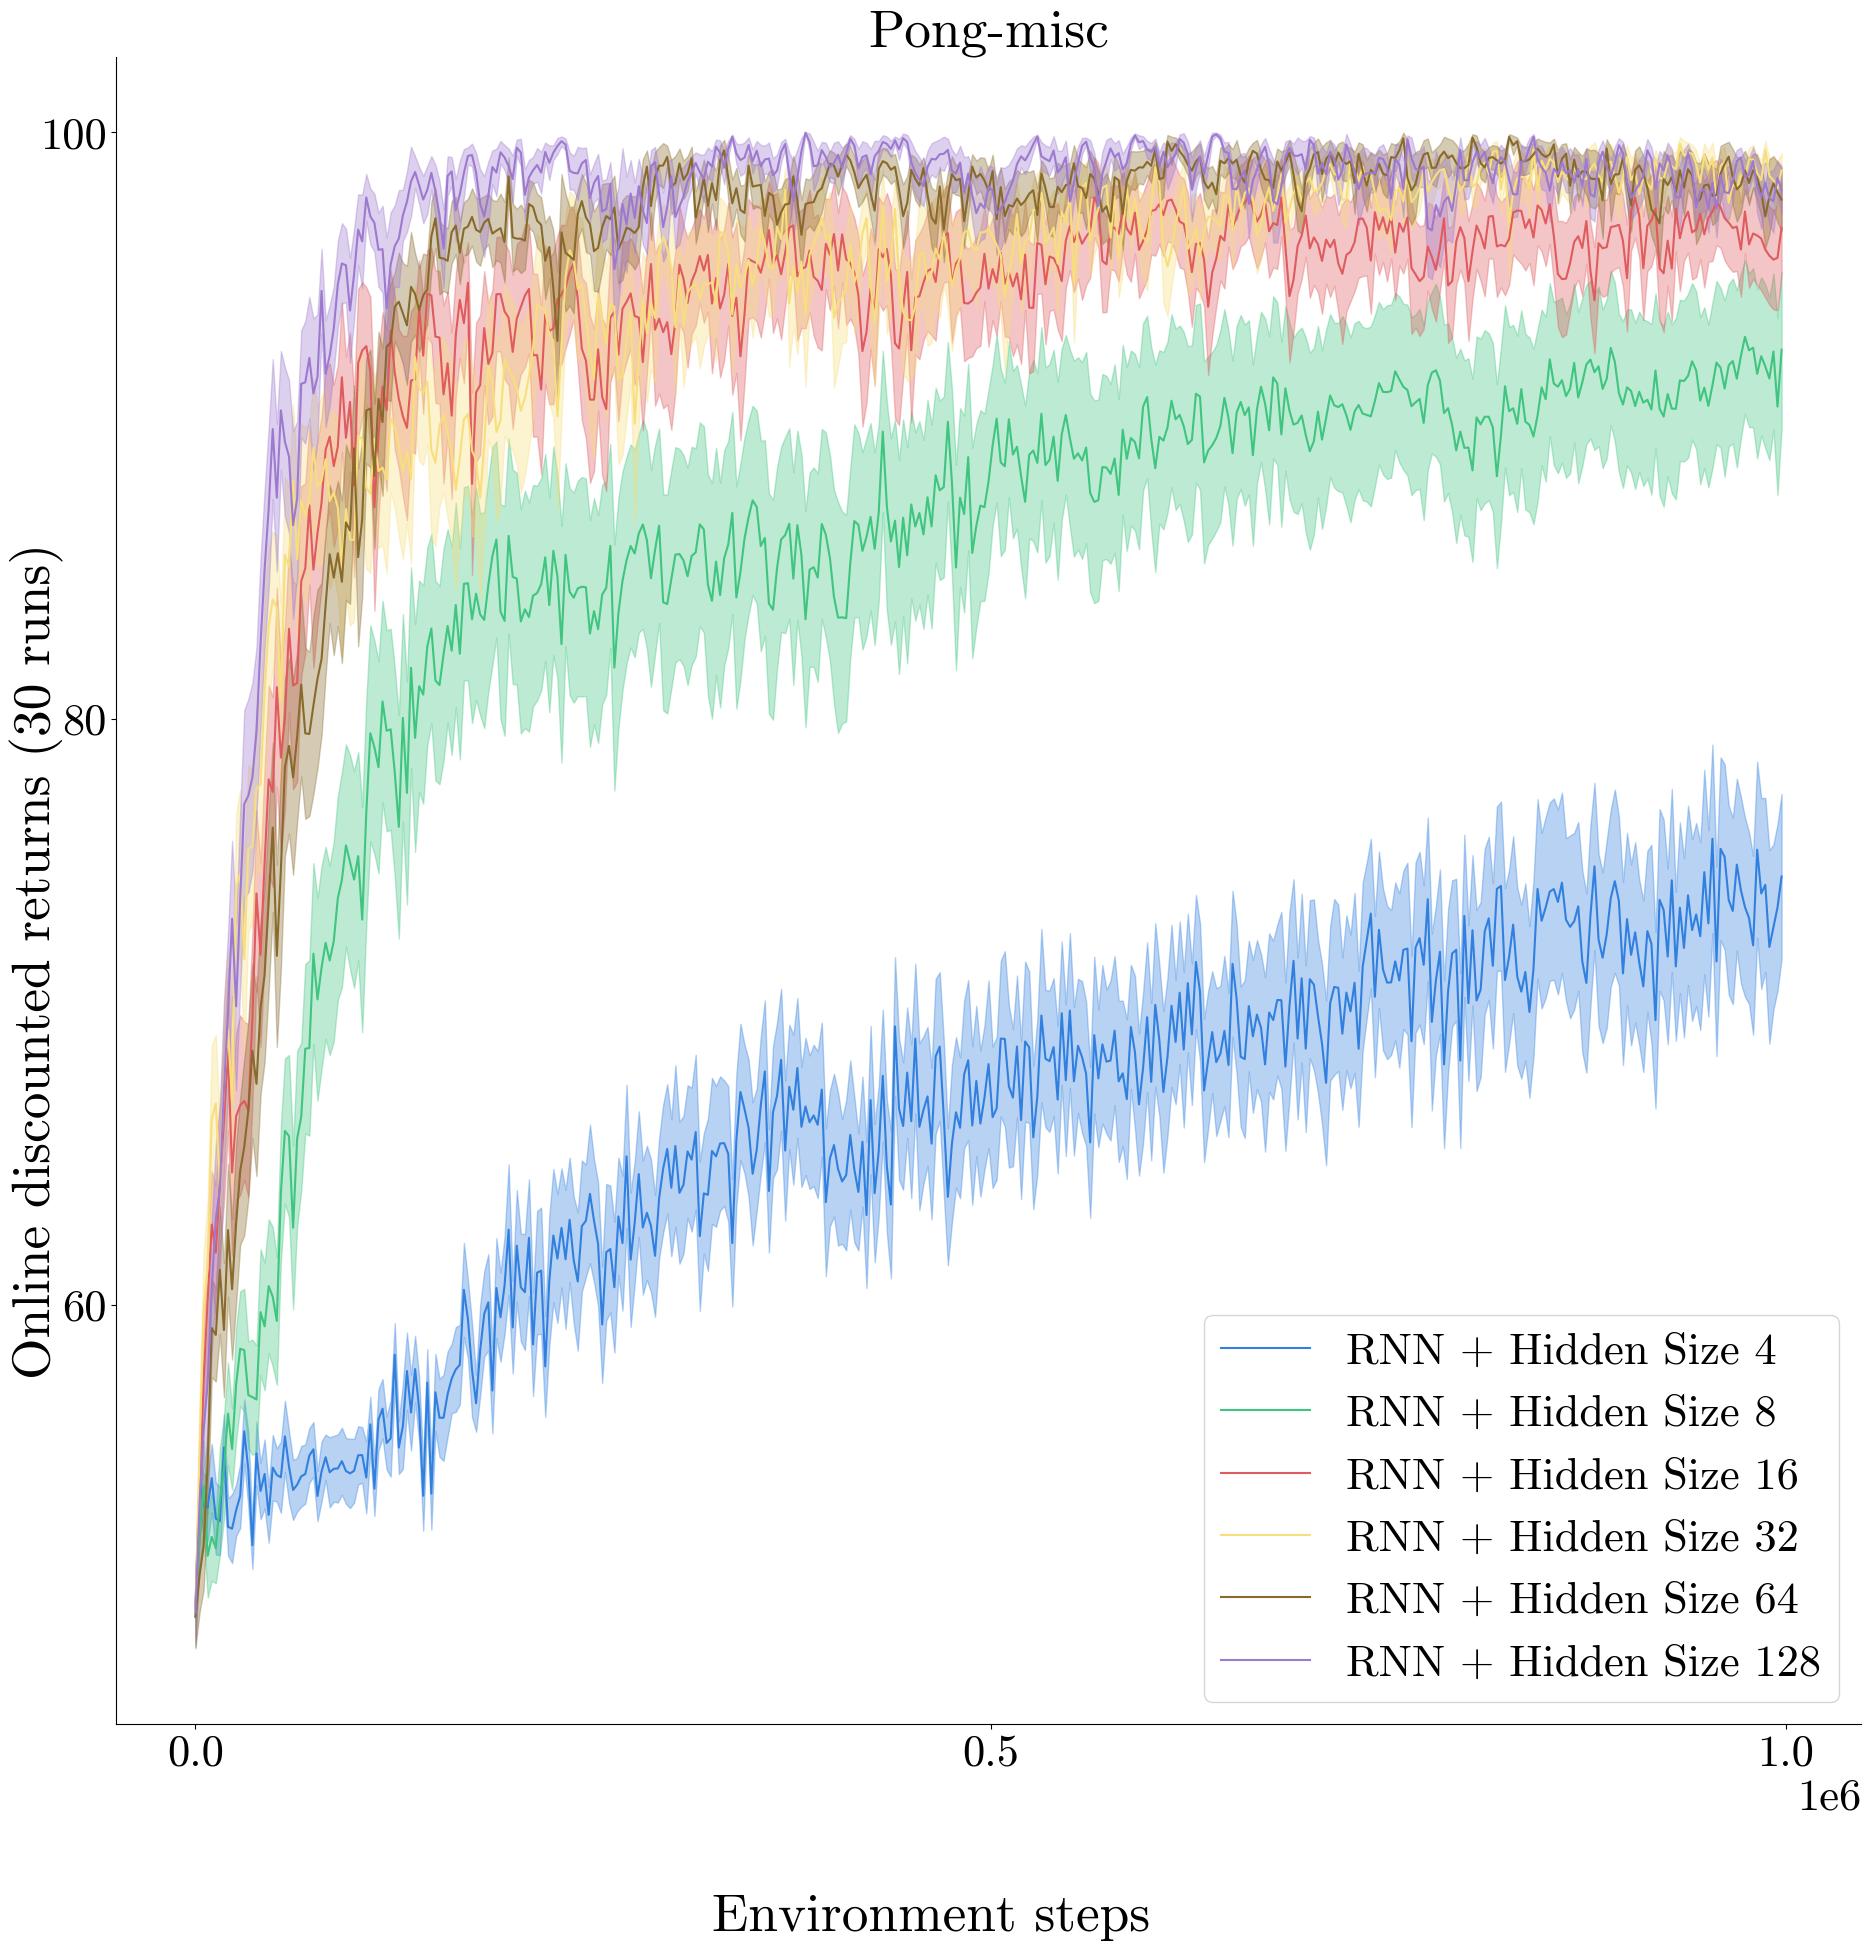 Pong-misc
Online discounted returns (30 runs)
100
80
60
RNN + Hidden Size 4
RNN + Hidden Size 8
RNN + Hidden Size 16
RNN + Hidden Size 32
RNN + Hidden Size 64
RNN + Hidden Size 128
0.0 0.5 1.0
1e6
Environment steps